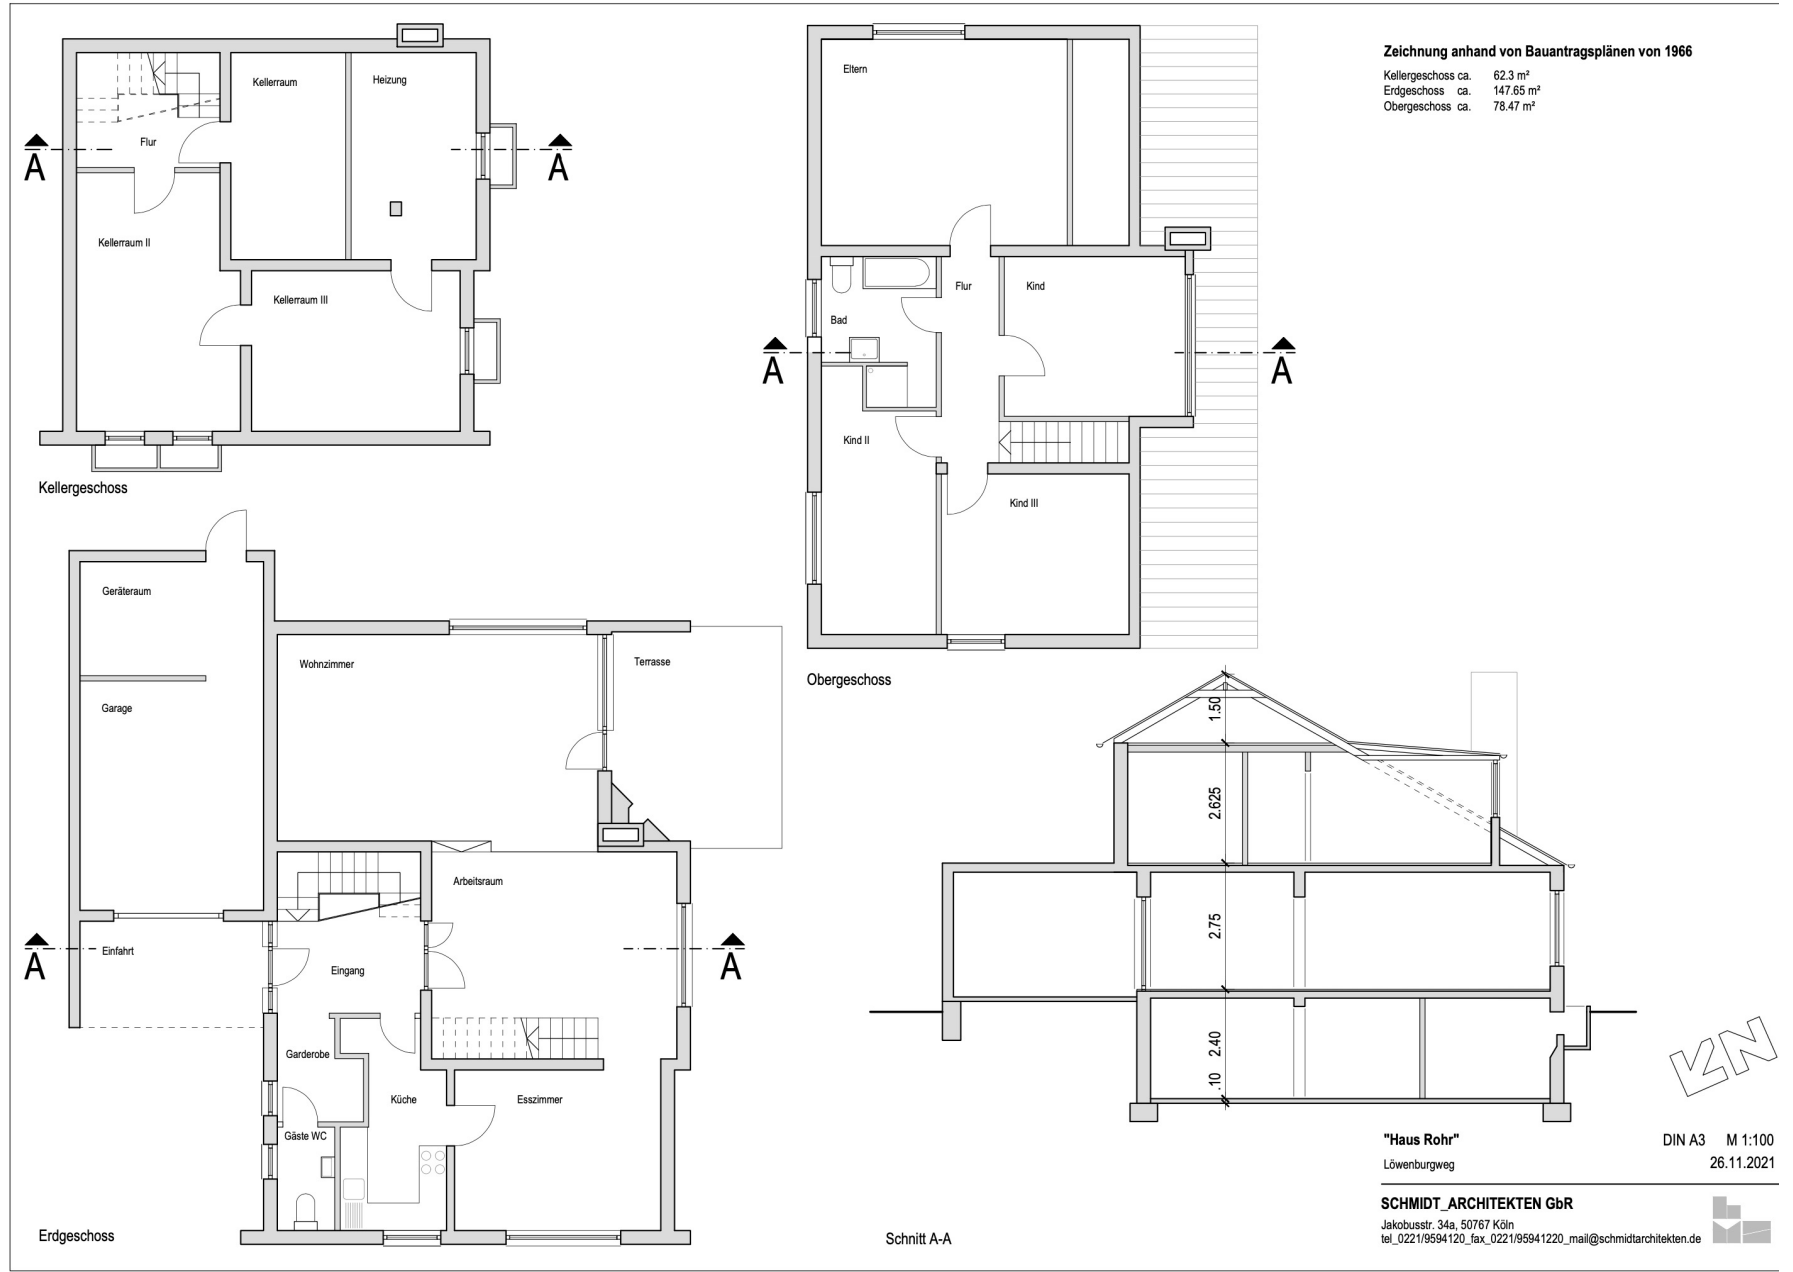 Zeichnung anhand von Bauantragsplänen von 1966
Kellergeschoss ca. 62.3 m²
Erdgeschoss ca. 147.65 m²
Obergeschoss ca. 78.47 m²
Kellerraum
Heizung
Flur
A
A
Kellerraum II
Kellerraum III
Kellergeschoss
Eltern
Flur
Kind
Bad
A
A
Kind II
Kind III
Obergeschoss
Geräteraum
Wohnzimmer
Terrasse
Garage
Arbeitsraum
Einfahrt
A
A
Eingang
Garderobe
Küche
Esszimmer
Gäste WC
Erdgeschoss
1.50
2.625
2.75
2.40
.10
Schnitt A-A
N
"Haus Rohr" DIN A3 M 1:100
Löwenburgweg 26.11.2021
SCHMIDT_ARCHITEKTEN GbR
Jakobusstr. 34a, 50767 Köln
tel_0221/9594120_fax_0221/95941220_mail@schmidtarchitekten.de